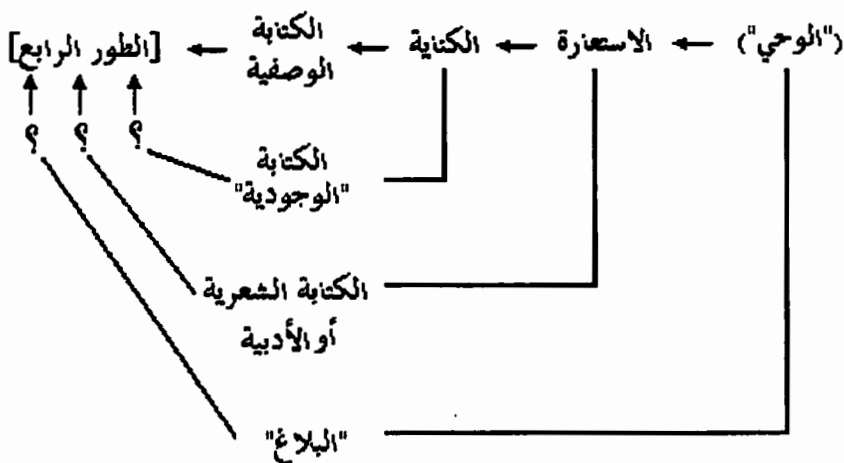 ("الوحي") ← الاستعارة ← الكناية ← الكتابة الوصفية ← [الطور الرابع]
؟ ؟ ؟
الكتابة
"الوجودية"
الكتابة الشعرية
أو الأدبية
"البلاغ"